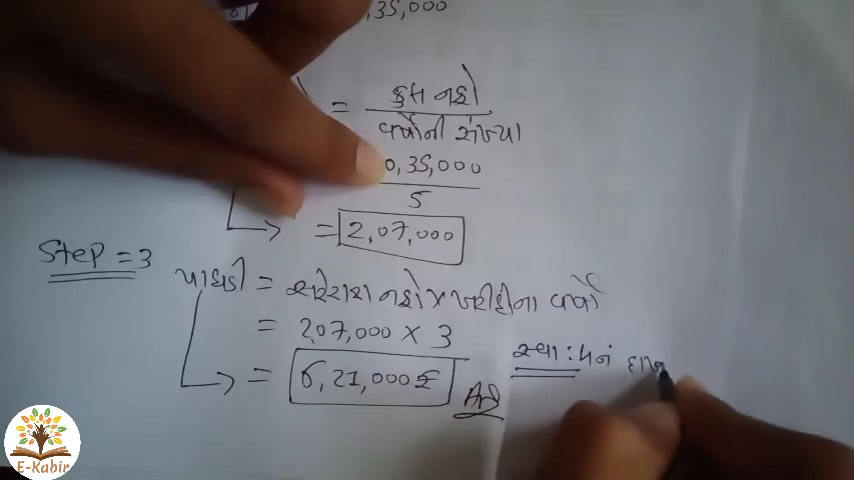 ,35,000
= કુલ નફો
વર્ષોની સંખ્યા
0,35,000
5
= 2,07,000
Step = 3
પાઘડી = સરેરાશ નફો × ખરીદીના વર્ષો
= 2,07,000 × 3
= 6,21,000 ₹
Ans
E-Kabir